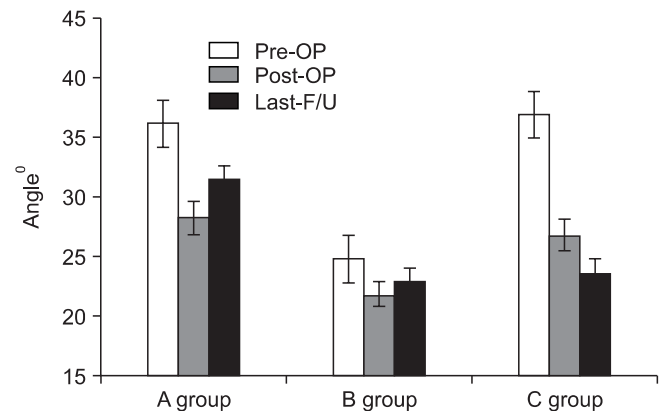 45
40
35
30
25
20
15
Angle⁰
Pre-OP
Post-OP
Last-F/U
A group
B group
C group